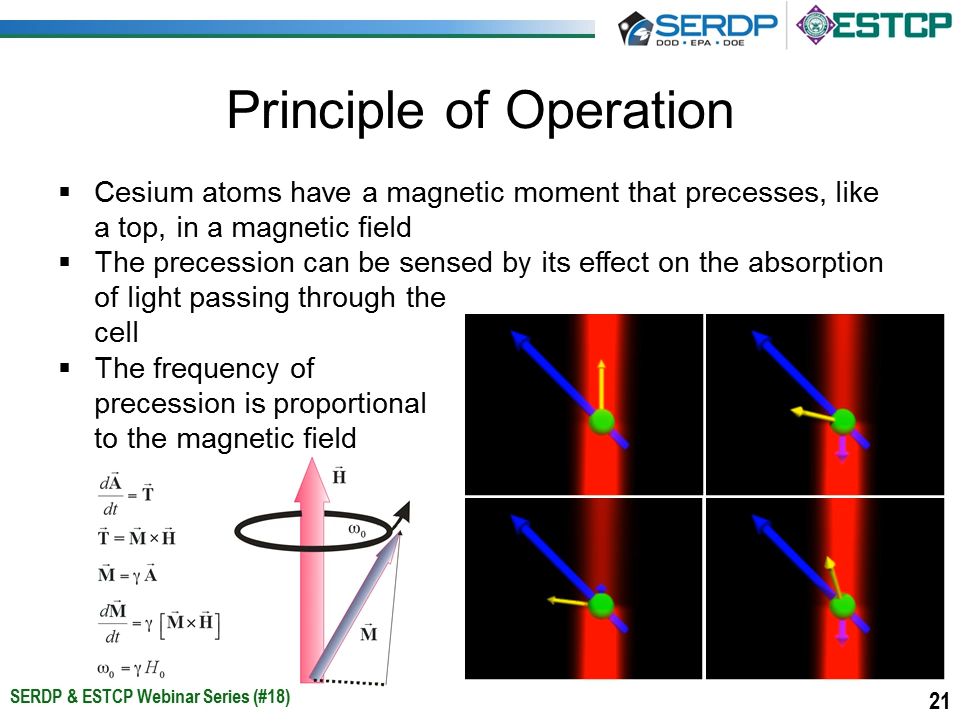 SERDP
DOD • EPA • DOE
ESTCP
Principle of Operation
▪ Cesium atoms have a magnetic moment that precesses, like
a top, in a magnetic field
▪ The precession can be sensed by its effect on the absorption
of light passing through the
cell
▪ The frequency of
precession is proportional
to the magnetic field
dA⃗/dt = T⃗
T⃗ = M⃗ × H⃗
M⃗ = γ A⃗
dM⃗/dt = γ [M⃗ × H⃗]
ω₀ = γ H₀
H⃗
ω₀
M⃗
SERDP & ESTCP Webinar Series (#18)
21